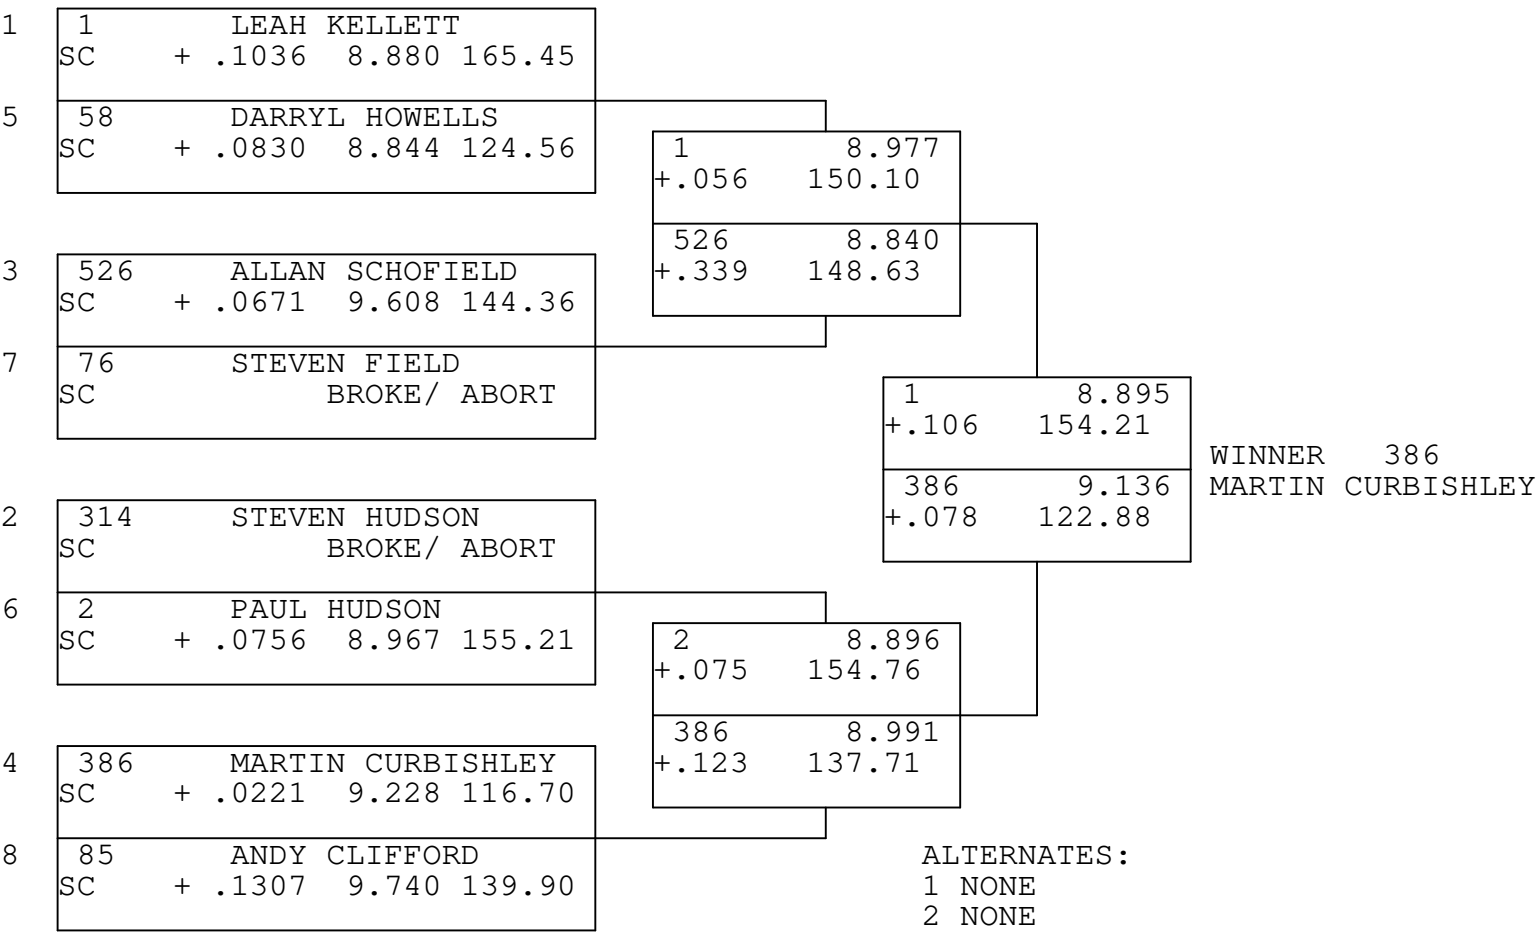 1 1 LEAH KELLETT
SC + .1036 8.880 165.45
5 58 DARRYL HOWELLS
SC + .0830 8.844 124.56
1 8.977
+.056 150.10
526 8.840
+.339 148.63
3 526 ALLAN SCHOFIELD
SC + .0671 9.608 144.36
7 76 STEVEN FIELD
SC BROKE/ ABORT
1 8.895
+.106 154.21
386 9.136
+.078 122.88
WINNER 386
MARTIN CURBISHLEY
2 314 STEVEN HUDSON
SC BROKE/ ABORT
6 2 PAUL HUDSON
SC + .0756 8.967 155.21
2 8.896
+.075 154.76
386 8.991
+.123 137.71
4 386 MARTIN CURBISHLEY
SC + .0221 9.228 116.70
8 85 ANDY CLIFFORD
SC + .1307 9.740 139.90
ALTERNATES:
1 NONE
2 NONE